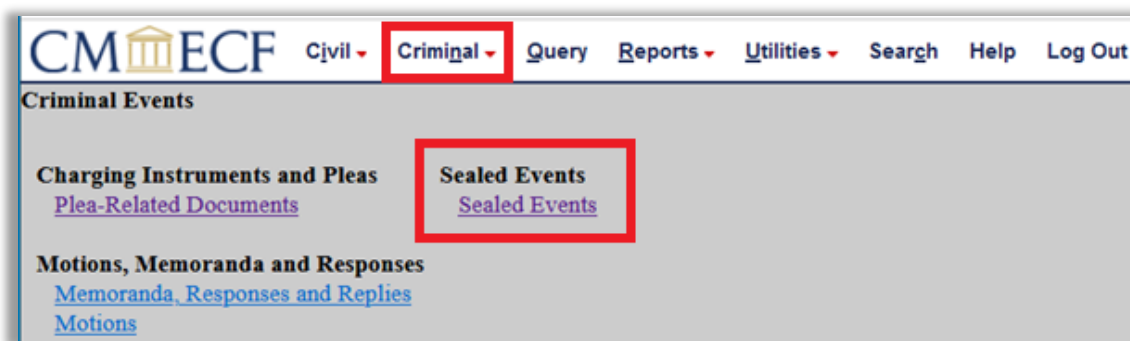 CM ECF Civil Criminal Query Reports Utilities Search Help Log Out
Criminal Events
Charging Instruments and Pleas Sealed Events
Plea-Related Documents Sealed Events
Motions, Memoranda and Responses
Memoranda, Responses and Replies
Motions